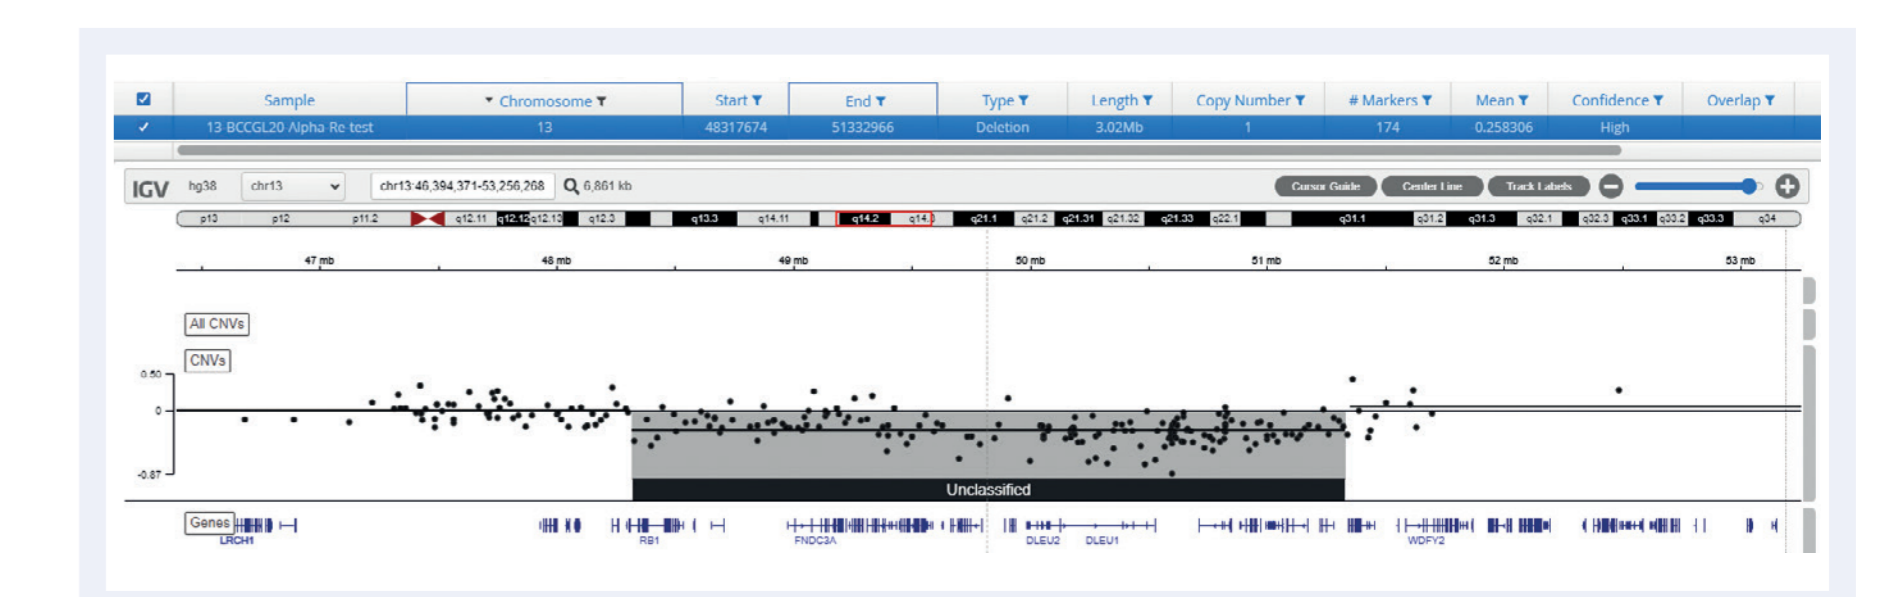 Sample Chromosome Start End Type Length Copy Number # Markers Mean Confidence Overlap
13-BCCGL20-Alpha-Re-test 13 48317674 51332966 Deletion 3.02Mb 1 174 0.258306 High
IGV hg38 chr13 chr13:46,394,371-53,256,268 6,861 kb Cursor Guide Center Line Track Labels
p13 p12 p11.2 q12.11 q12.12 q12.13 q12.3 q13.3 q14.11 q14.2 q14.3 q21.1 q21.2 q21.31 q21.32 q21.33 q22.1 q31.1 q31.2 q31.3 q32.1 q32.3 q33.1 q33.2 q33.3 q34
47 mb 48 mb 49 mb 50 mb 51 mb 52 mb 53 mb
All CNVs
CNVs
0.50
0
-0.87
Unclassified
Genes
LRCH1 RB1 FNDC3A DLEU2 DLEU1 WDFY2